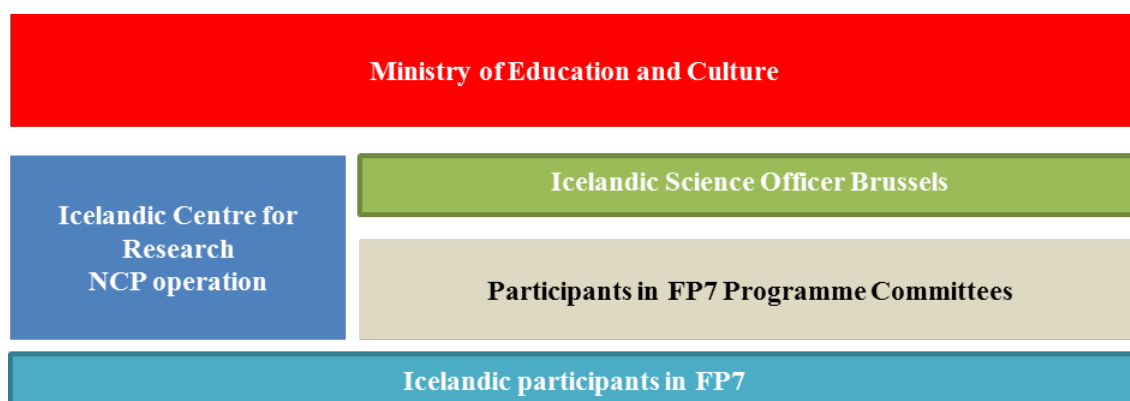 Ministry of Education and Culture
Icelandic Centre for
Research
NCP operation
Icelandic Science Officer Brussels
Participants in FP7 Programme Committees
Icelandic participants in FP7